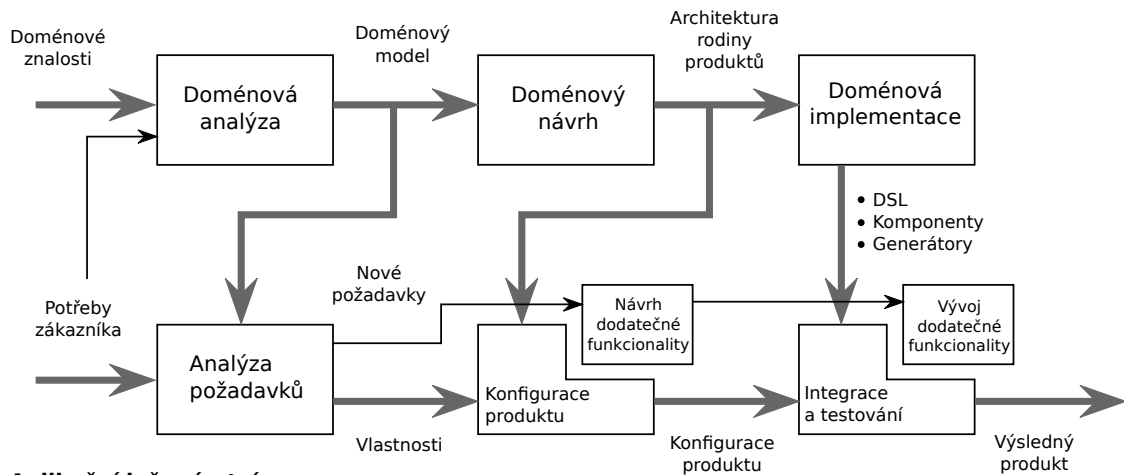 Doménové
znalosti
Doménová
analýza
Doménový
model
Doménový
návrh
Architektura
rodiny
produktů
Doménová
implementace
• DSL
• Komponenty
• Generátory
Potřeby
zákazníka
Nové
požadavky
Návrh
dodatečné
funkcionality
Vývoj
dodatečné
funkcionality
Analýza
požadavků
Vlastnosti
Konfigurace
produktu
Konfigurace
produktu
Integrace
a testování
Výsledný
produkt